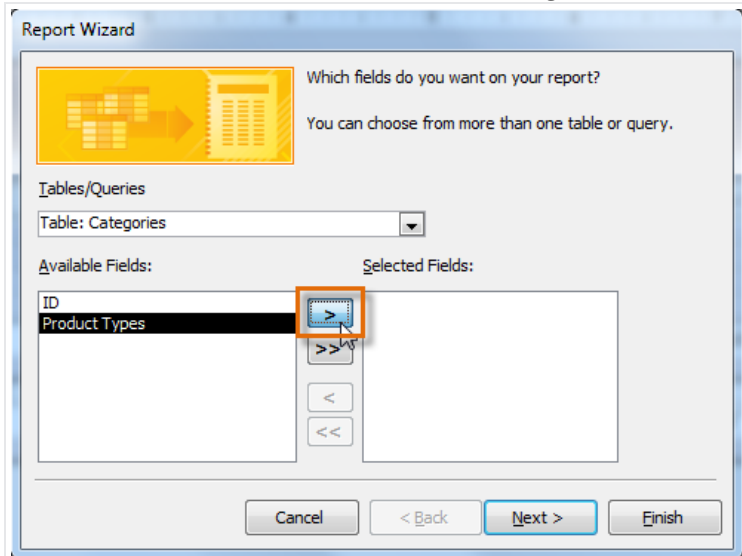 Report Wizard
Which fields do you want on your report?
You can choose from more than one table or query.
Tables/Queries
Table: Categories
Available Fields:
Selected Fields:
ID
Product Types
>
>>
<
<<
Cancel
< Back
Next >
Finish